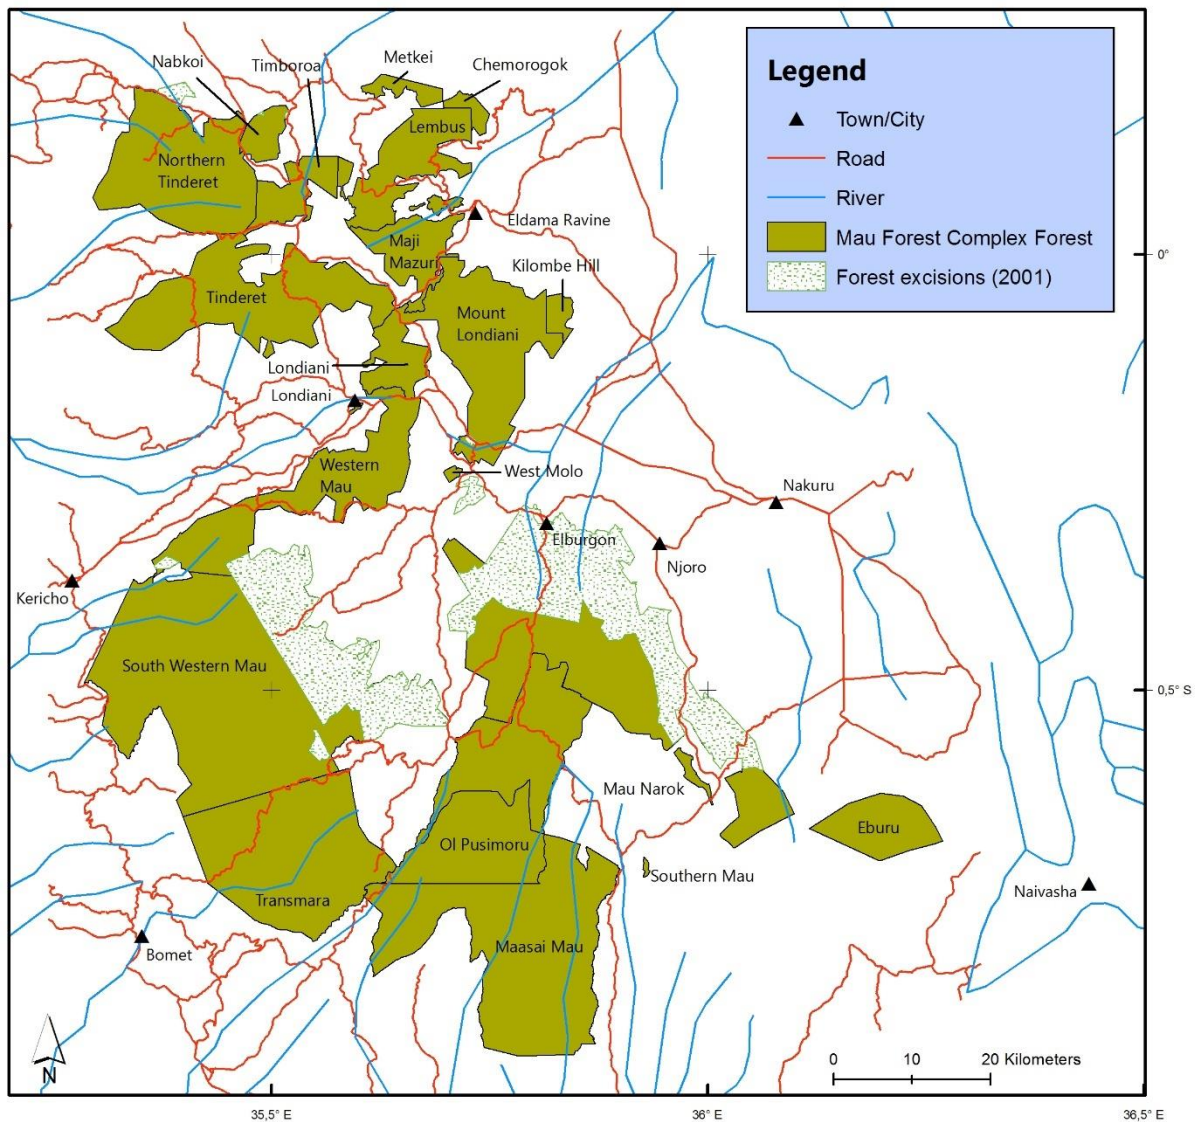 Nabkoi
Timboroa
Metkei
Chemorogok
Legend
Town/City
Road
River
Mau Forest Complex Forest
Forest excisions (2001)
Lembus
Northern
Tinderet
Eldama Ravine
Maji
Mazuri
Kilombe Hill
0°
Tinderet
Mount
Londiani
Londiani
Londiani
Western
Mau
West Molo
Nakuru
Elburgon
Njoro
Kericho
South Western Mau
0,5° S
Mau Narok
Eburu
Ol Pusimoru
Southern Mau
Naivasha
Transmara
Maasai Mau
Bomet
N
0 10 20 Kilometers
35,5° E
36° E
36,5° E